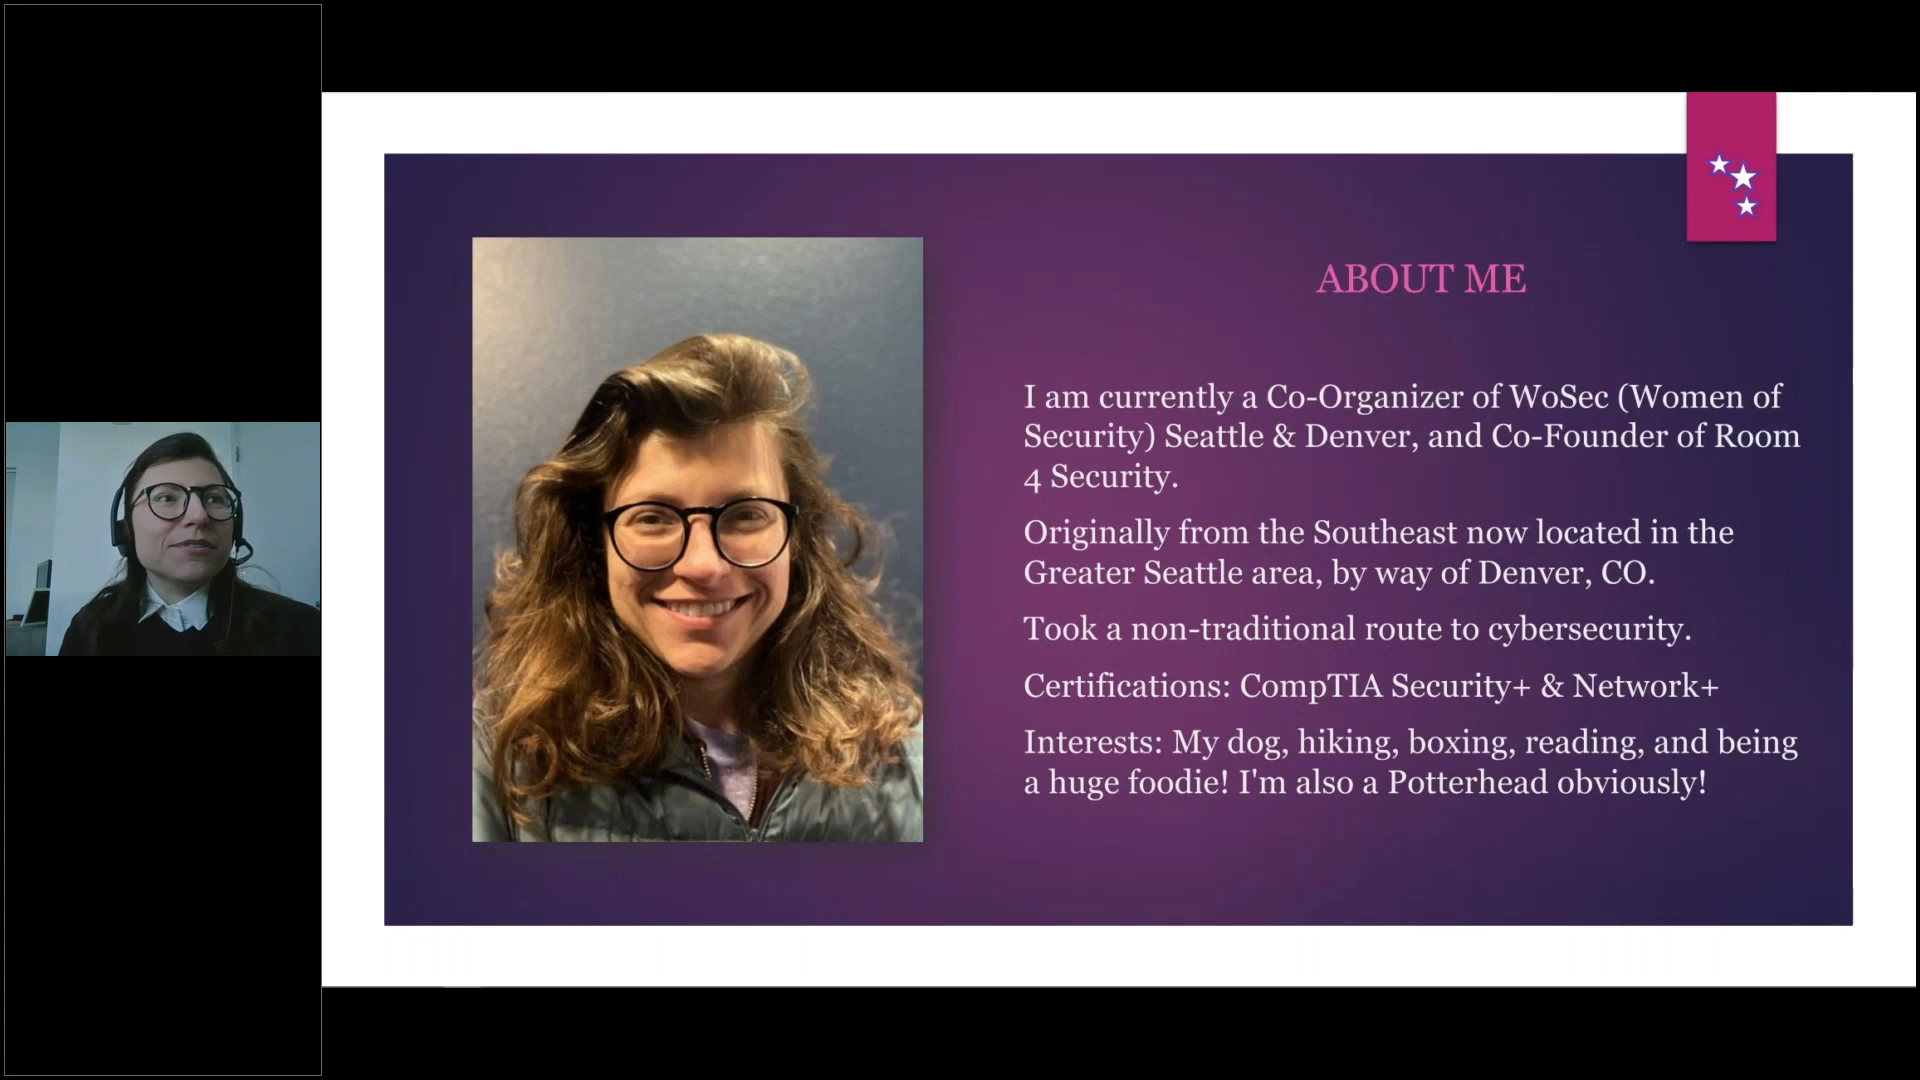 ABOUT ME
I am currently a Co-Organizer of WoSec (Women of
Security) Seattle & Denver, and Co-Founder of Room
4 Security.
Originally from the Southeast now located in the
Greater Seattle area, by way of Denver, CO.
Took a non-traditional route to cybersecurity.
Certifications: CompTIA Security+ & Network+
Interests: My dog, hiking, boxing, reading, and being
a huge foodie! I'm also a Potterhead obviously!